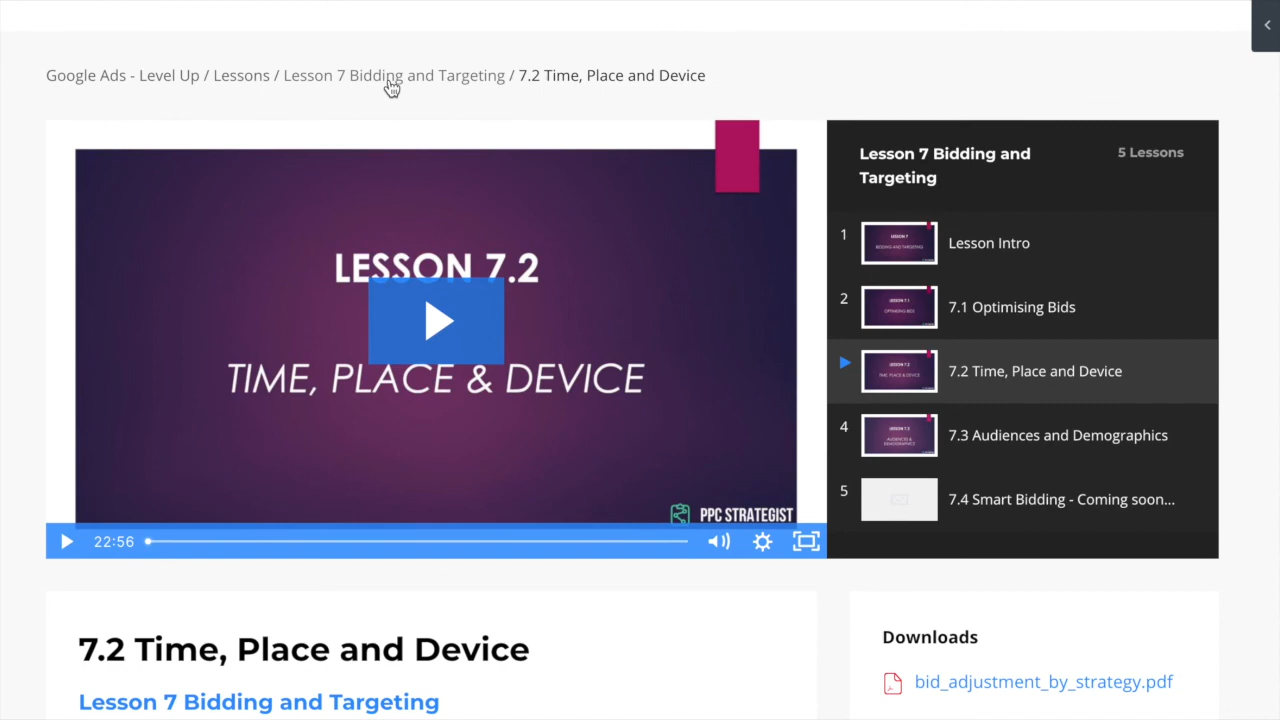 Google Ads - Level Up / Lessons / Lesson 7 Bidding and Targeting / 7.2 Time, Place and Device
LESSON 7.2
TIME, PLACE & DEVICE
PPC STRATEGIST
22:56
Lesson 7 Bidding and
Targeting
5 Lessons
1
Lesson Intro
2
7.1 Optimising Bids
7.2 Time, Place and Device
4
7.3 Audiences and Demographics
5
7.4 Smart Bidding - Coming soon...
7.2 Time, Place and Device
Lesson 7 Bidding and Targeting
Downloads
bid_adjustment_by_strategy.pdf